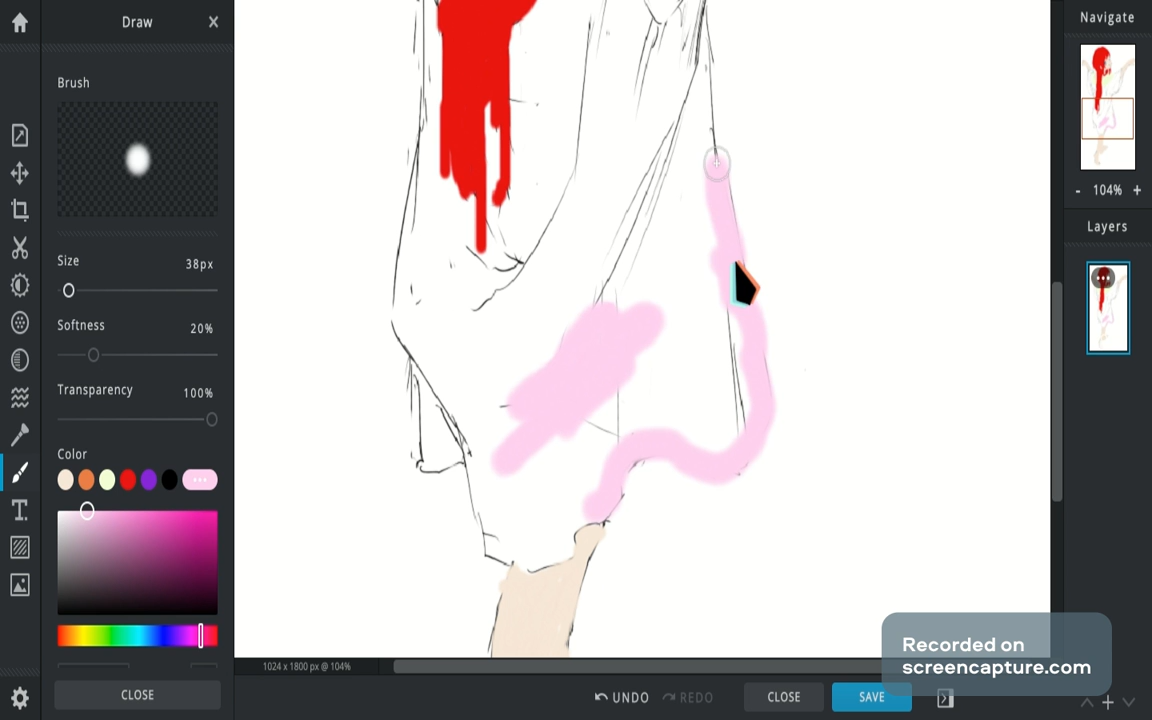 Draw
Navigate
Brush
- 104% +
Layers
Size
38px
Softness
20%
Transparency
100%
Color
CLOSE
1024 x 1800 px @ 104%
UNDO
REDO
CLOSE
SAVE
Recorded on
screencapture.com